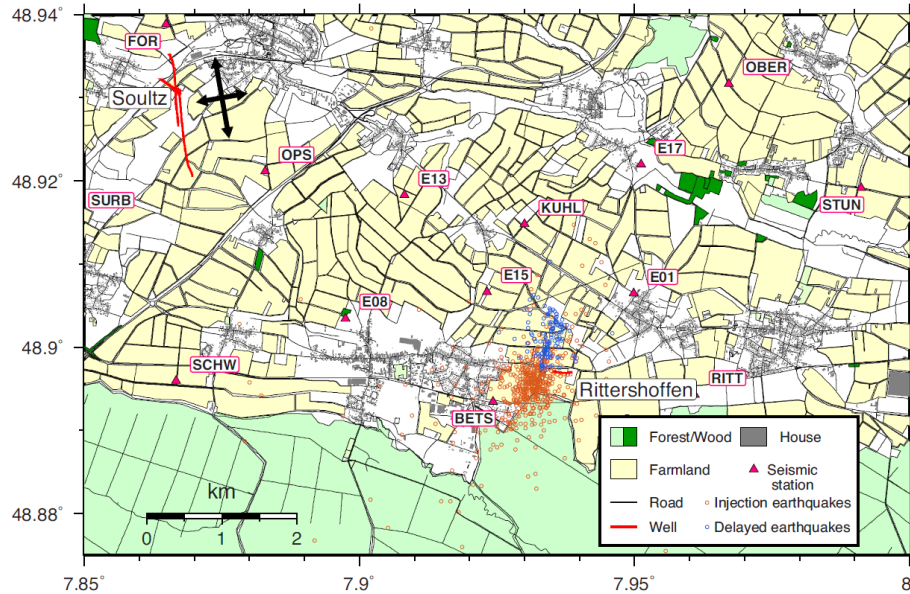 48.94°
FOR
OBER
Soultz
E17
OPS
E13
48.92°
SURB
STUN
KUHL
E15
E01
E08
48.9°
SCHW
RITT
Rittershoffen
BETS
Forest/Wood House
Farmland Seismic
station
Road Injection earthquakes
Well Delayed earthquakes
km
48.88°
0 1 2
7.85° 7.9° 7.95° 8